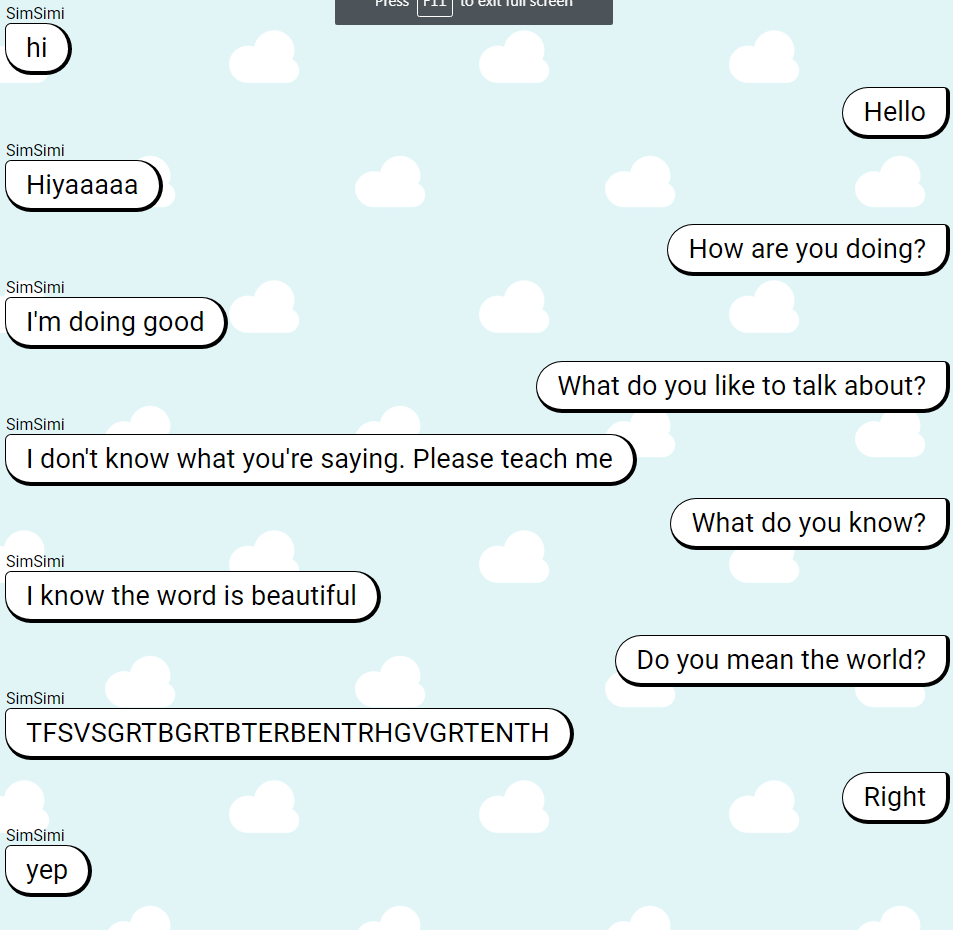 Press F11 to exit full screen
SimSimi
hi
Hello
SimSimi
Hiyaaaaa
How are you doing?
SimSimi
I'm doing good
What do you like to talk about?
SimSimi
I don't know what you're saying. Please teach me
What do you know?
SimSimi
I know the word is beautiful
Do you mean the world?
SimSimi
TFSVSGRTBGRTBTERBENTRHGVGRTENTH
Right
SimSimi
yep